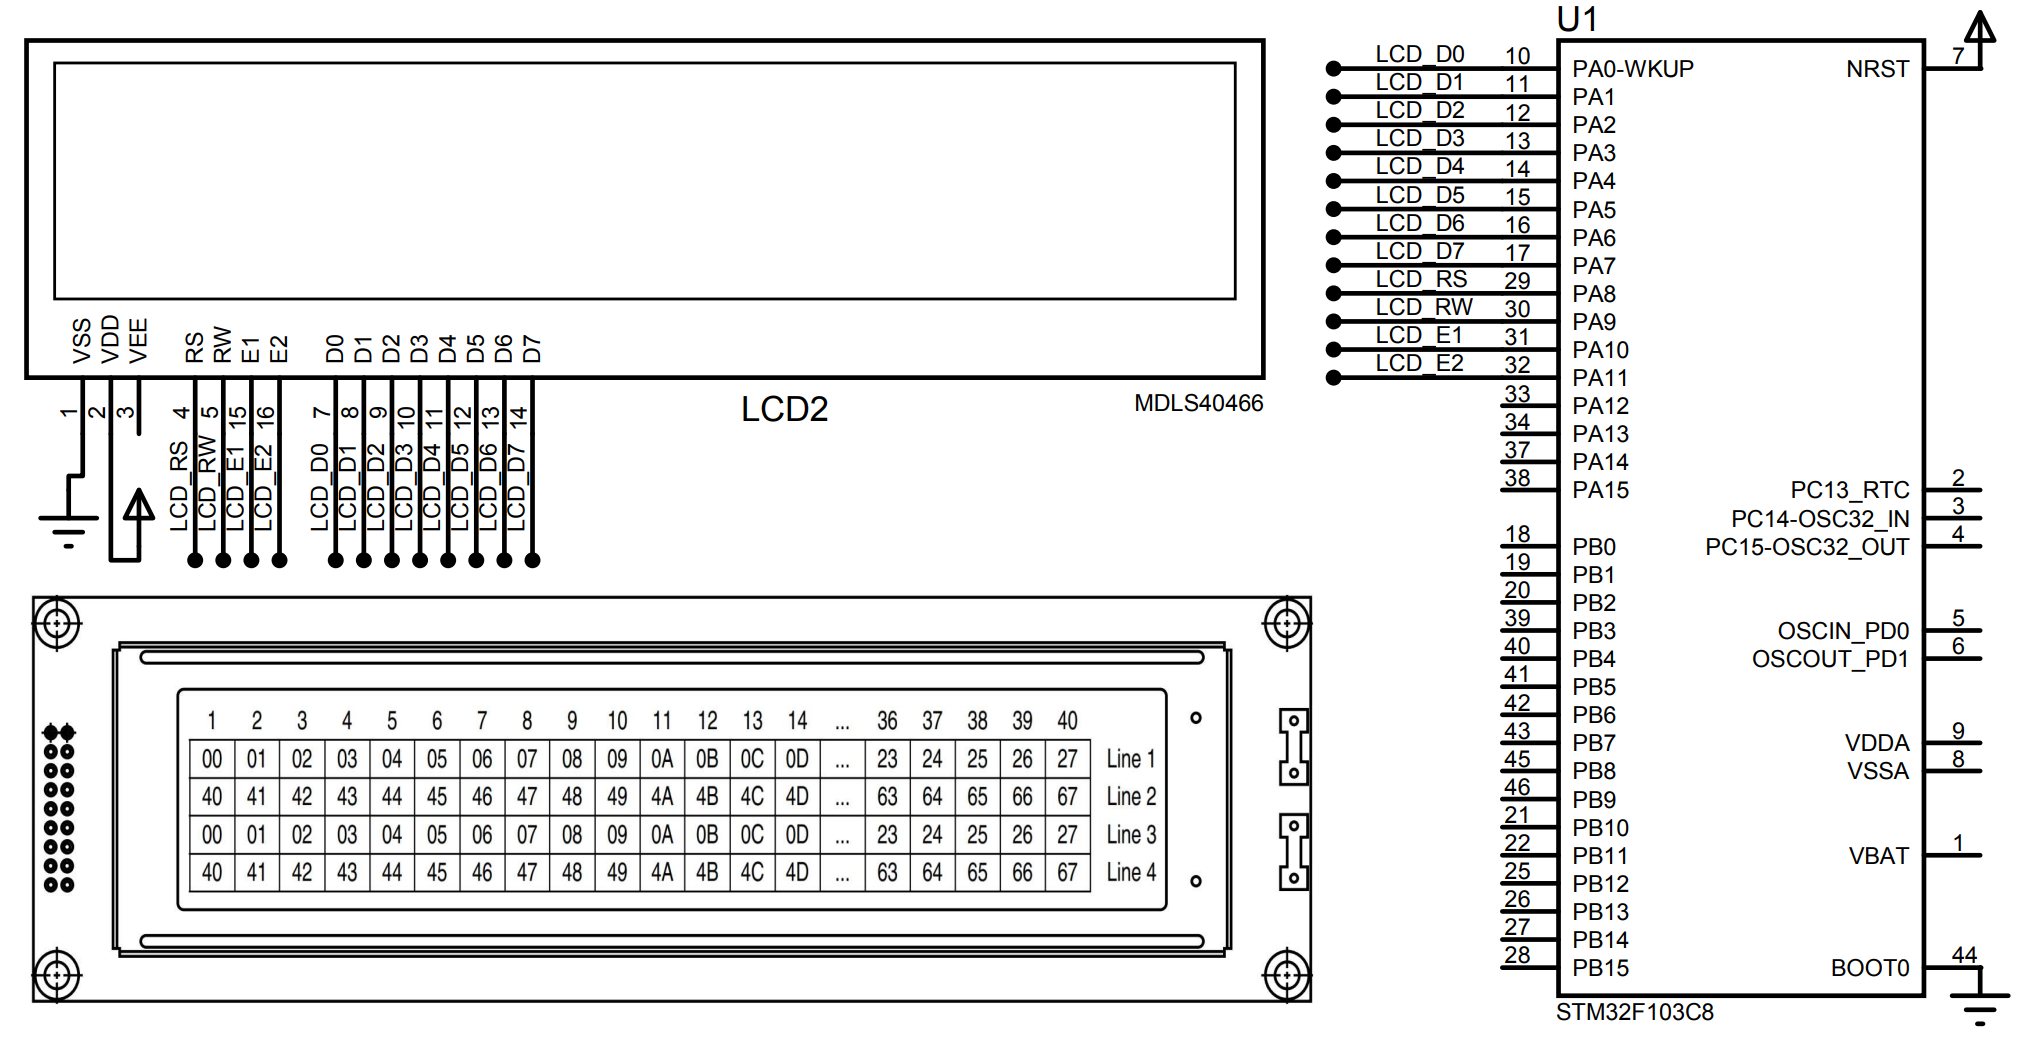 VSS VDD VEE RS RW E1 E2 D0 D1 D2 D3 D4 D5 D6 D7
1 2 3 4 5 15 16 7 8 9 10 11 12 13 14
LCD_RS LCD_RW LCD_E1 LCD_E2 LCD_D0 LCD_D1 LCD_D2 LCD_D3 LCD_D4 LCD_D5 LCD_D6 LCD_D7
LCD2
MDLS40466
1 2 3 4 5 6 7 8 9 10 11 12 13 14 ... 36 37 38 39 40
00 01 02 03 04 05 06 07 08 09 0A 0B 0C 0D ... 23 24 25 26 27 Line 1
40 41 42 43 44 45 46 47 48 49 4A 4B 4C 4D ... 63 64 65 66 67 Line 2
00 01 02 03 04 05 06 07 08 09 0A 0B 0C 0D ... 23 24 25 26 27 Line 3
40 41 42 43 44 45 46 47 48 49 4A 4B 4C 4D ... 63 64 65 66 67 Line 4
U1
LCD_D0 10 PA0-WKUP NRST 7
LCD_D1 11 PA1
LCD_D2 12 PA2
LCD_D3 13 PA3
LCD_D4 14 PA4
LCD_D5 15 PA5
LCD_D6 16 PA6
LCD_D7 17 PA7
LCD_RS 29 PA8
LCD_RW 30 PA9
LCD_E1 31 PA10
LCD_E2 32 PA11
33 PA12
34 PA13
37 PA14
38 PA15 PC13_RTC 2
PC14-OSC32_IN 3
18 PB0 PC15-OSC32_OUT 4
19 PB1
20 PB2
39 PB3 OSCIN_PD0 5
40 PB4 OSCOUT_PD1 6
41 PB5
42 PB6
43 PB7 VDDA 9
45 PB8 VSSA 8
46 PB9
21 PB10
22 PB11 VBAT 1
25 PB12
26 PB13
27 PB14
28 PB15 BOOT0 44
STM32F103C8